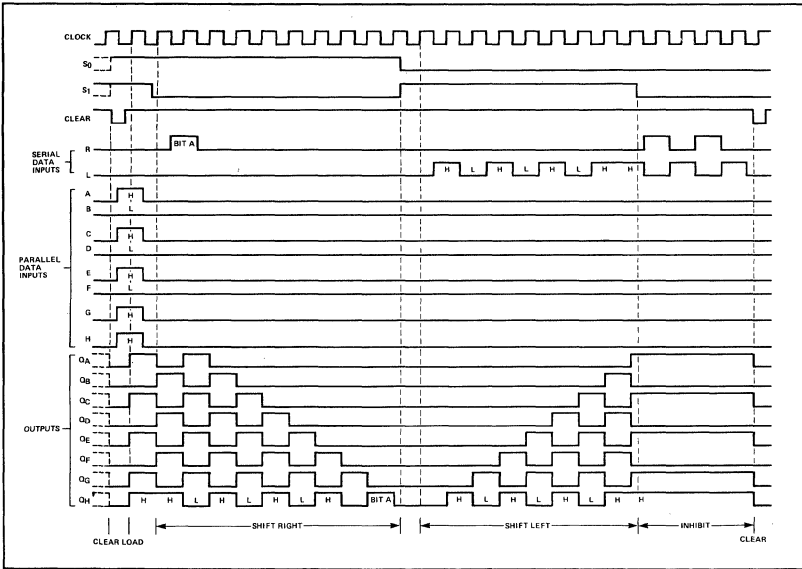 CLOCK
S0
S1
CLEAR
SERIAL DATA INPUTS
R BIT A
L H L H L H L H H
PARALLEL DATA INPUTS
A H
B L
C H
D L
E H
F L
G H
H H
OUTPUTS
QA
QB
QC
QD
QE
QF
QG
QH H H L H L H L H BIT A H L H L H L H H
CLEAR LOAD SHIFT RIGHT SHIFT LEFT INHIBIT CLEAR